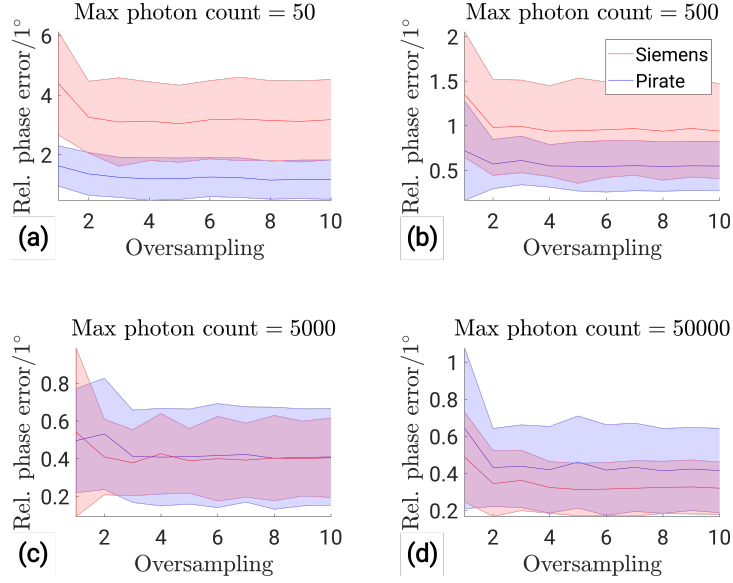 Max photon count = 50
Rel. phase error/1°
6
4
2
2 4 6 8 10
Oversampling
(a)
Max photon count = 500
Rel. phase error/1°
2
1.5
1
0.5
2 4 6 8 10
Oversampling
(b)
Siemens
Pirate
Max photon count = 5000
Rel. phase error/1°
0.8
0.6
0.4
0.2
2 4 6 8 10
Oversampling
(c)
Max photon count = 50000
Rel. phase error/1°
1
0.8
0.6
0.4
0.2
2 4 6 8 10
Oversampling
(d)